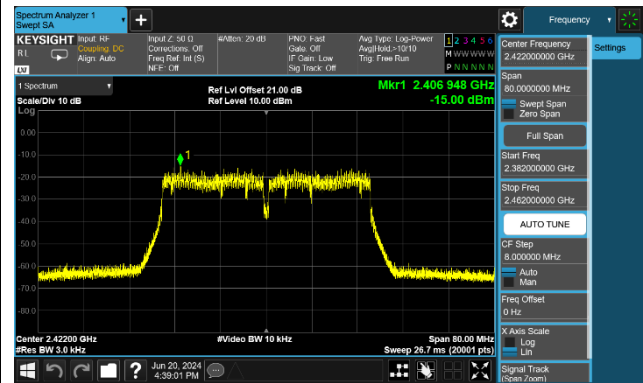 Spectrum Analyzer 1
Swept SA
Frequency
KEYSIGHT
RL
LXI
Input: RF
Coupling: DC
Align: Auto
Input Z: 50 Ω
Corrections: Off
Freq Ref: Int (S)
NFE: Off
#Atten: 20 dB
PNO: Fast
Gate: Off
IF Gain: Low
Sig Track: Off
Avg Type: Log-Power
Avg|Hold:>10/10
Trig: Free Run
1 2 3 4 5 6
M W W W W W
P N N N N N
1 Spectrum
Scale/Div 10 dB
Ref Lvl Offset 21.00 dB
Ref Level 10.00 dBm
Mkr1 2.406 948 GHz
-15.00 dBm
Log
0.00
-10.0
-20.0
-30.0
-40.0
-50.0
-60.0
-70.0
-80.0
1
Center 2.42200 GHz
#Res BW 3.0 kHz
#Video BW 10 kHz
Span 80.00 MHz
Sweep 26.7 ms (20001 pts)
Jun 20, 2024
4:39:01 PM
Center Frequency
2.422000000 GHz
Span
80.0000000 MHz
Swept Span
Zero Span
Full Span
Start Freq
2.382000000 GHz
Stop Freq
2.462000000 GHz
AUTO TUNE
CF Step
8.000000 MHz
Auto
Man
Freq Offset
0 Hz
X Axis Scale
Log
Lin
Signal Track
(Span Zoom)
Settings